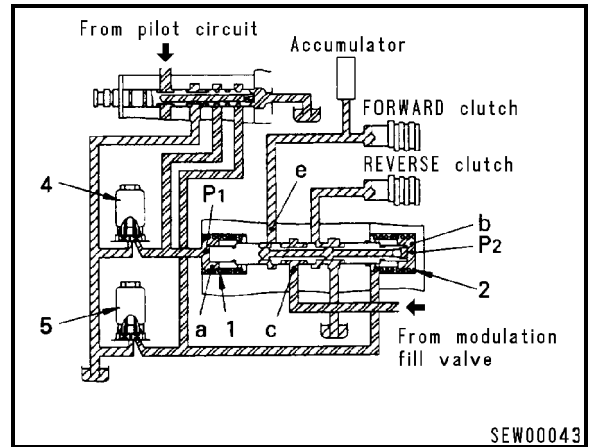 From pilot circuit
Accumulator
FORWARD clutch
REVERSE clutch
4
P1
e
b
P2
5
a
1
c
2
From modulation
fill valve
SEW00043